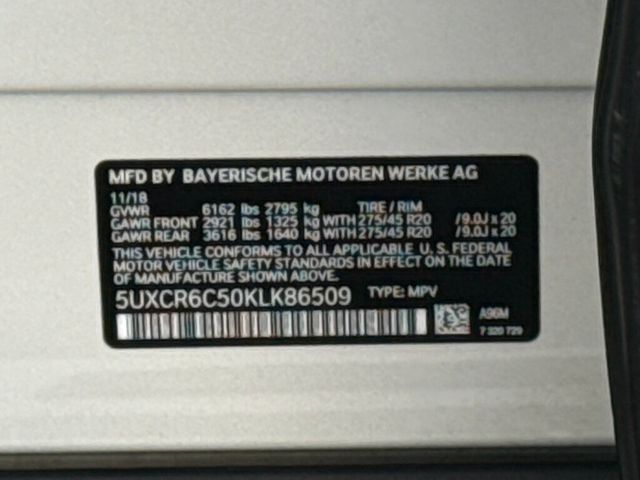 MFD BY BAYERISCHE MOTOREN WERKE AG
11/18
GVWR 6162 lbs 2795 kg TIRE / RIM
GAWR FRONT 2921 lbs 1325 kg WITH 275/45 R20 /9.0J x 20
GAWR REAR 3616 lbs 1640 kg WITH 275/45 R20 /9.0J x 20
THIS VEHICLE CONFORMS TO ALL APPLICABLE U. S. FEDERAL
MOTOR VEHICLE SAFETY STANDARDS IN EFFECT ON THE DATE
OF MANUFACTURE SHOWN ABOVE.
5UXCR6C50KLK86509 TYPE: MPV
A96M
7 320 729